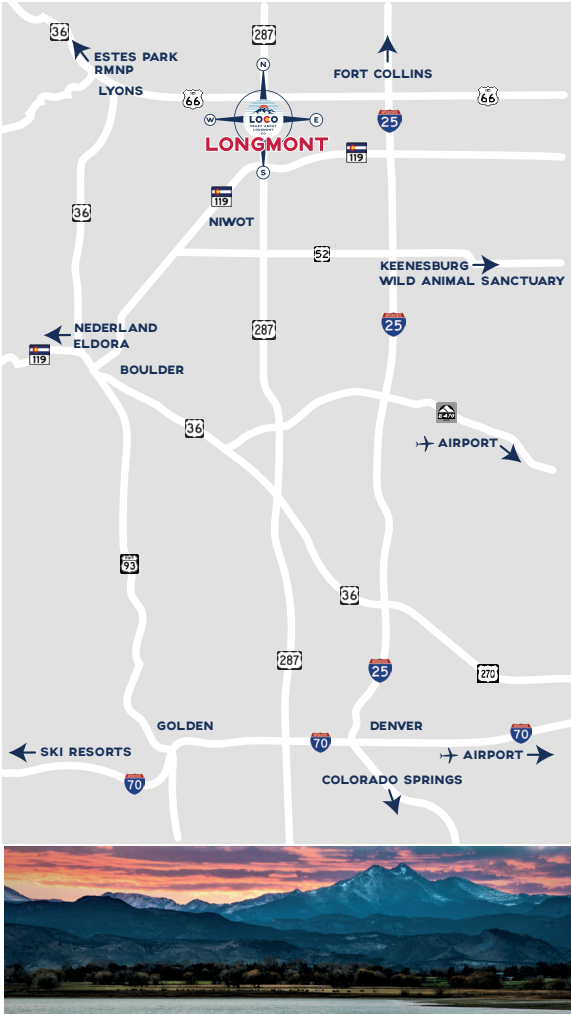 36
287
ESTES PARK
RMNP
FORT COLLINS
N
LYONS
66
66
W
LOCO
E
25
LONGMONT
119
S
119
36
NIWOT
52
KEENESBURG
WILD ANIMAL SANCTUARY
25
287
NEDERLAND
ELDORA
119
BOULDER
E-470
36
AIRPORT
93
36
287
25
270
GOLDEN
DENVER
70
70
SKI RESORTS
AIRPORT
COLORADO SPRINGS
70